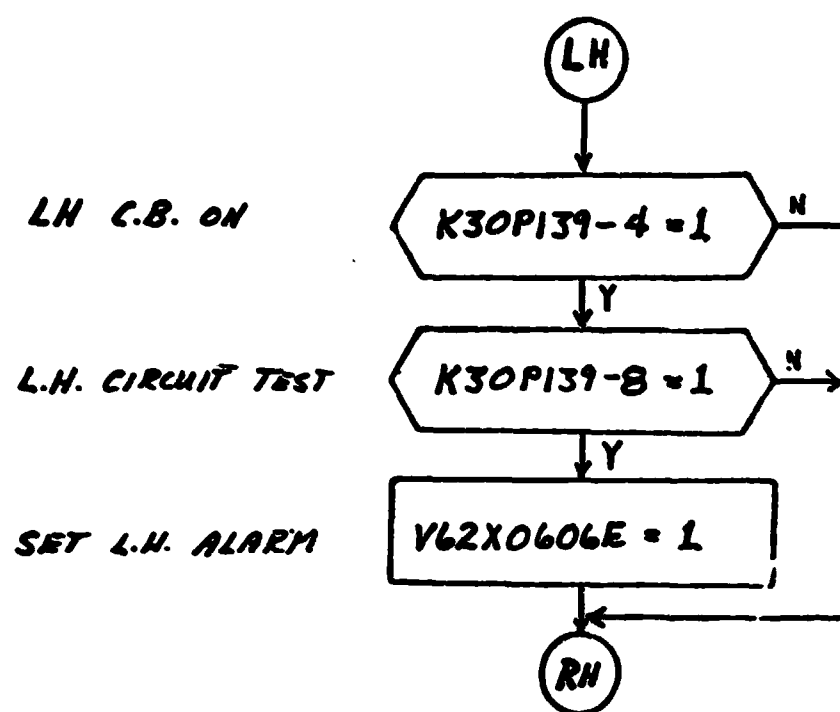 LH
LH C.B. ON
K30P139-4 = 1
N
Y
L.H. CIRCUIT TEST
K30P139-8 = 1
N
Y
SET L.H. ALARM
V62X0606E = 1
RH